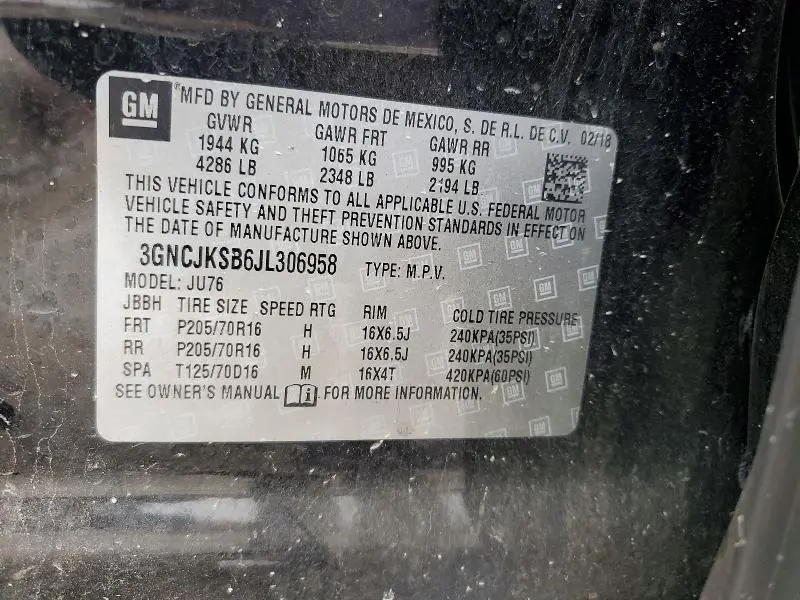 GM ®MFD BY GENERAL MOTORS DE MEXICO, S. DE R.L. DE C.V. 02/18
GVWR GAWR FRT GAWR RR
1944 KG 1065 KG 995 KG
4286 LB 2348 LB 2194 LB
THIS VEHICLE CONFORMS TO ALL APPLICABLE U.S. FEDERAL MOTOR
VEHICLE SAFETY AND THEFT PREVENTION STANDARDS IN EFFECT ON
THE DATE OF MANUFACTURE SHOWN ABOVE.
3GNCJKSB6JL306958 TYPE: M.P.V.
MODEL: JU76
JBBH TIRE SIZE SPEED RTG RIM COLD TIRE PRESSURE
FRT P205/70R16 H 16X6.5J 240KPA(35PSI)
RR P205/70R16 H 16X6.5J 240KPA(35PSI)
SPA T125/70D16 M 16X4T 420KPA(60PSI)
SEE OWNER'S MANUAL i FOR MORE INFORMATION.